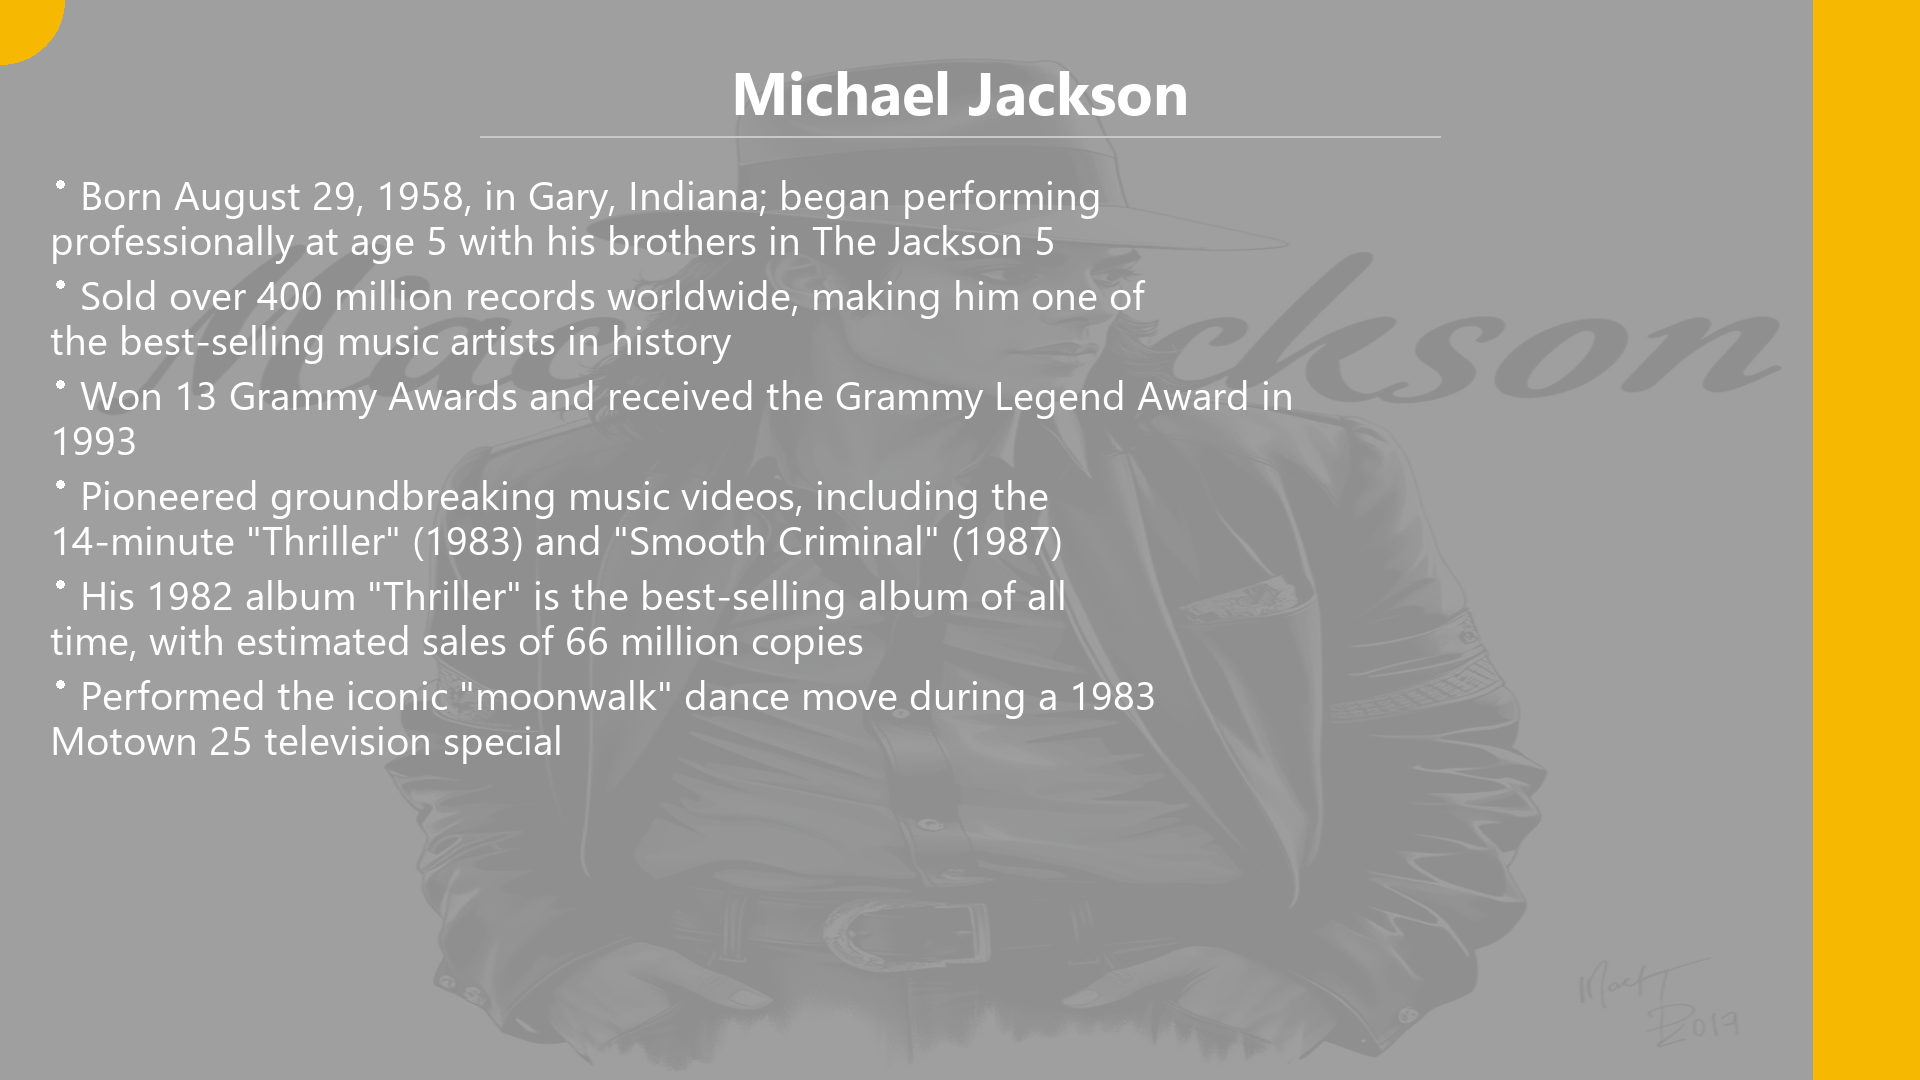 Michael Jackson
• Born August 29, 1958, in Gary, Indiana; began performing
professionally at age 5 with his brothers in The Jackson 5
• Sold over 400 million records worldwide, making him one of
the best-selling music artists in history
• Won 13 Grammy Awards and received the Grammy Legend Award in
1993
• Pioneered groundbreaking music videos, including the
14-minute "Thriller" (1983) and "Smooth Criminal" (1987)
• His 1982 album "Thriller" is the best-selling album of all
time, with estimated sales of 66 million copies
• Performed the iconic "moonwalk" dance move during a 1983
Motown 25 television special
2019